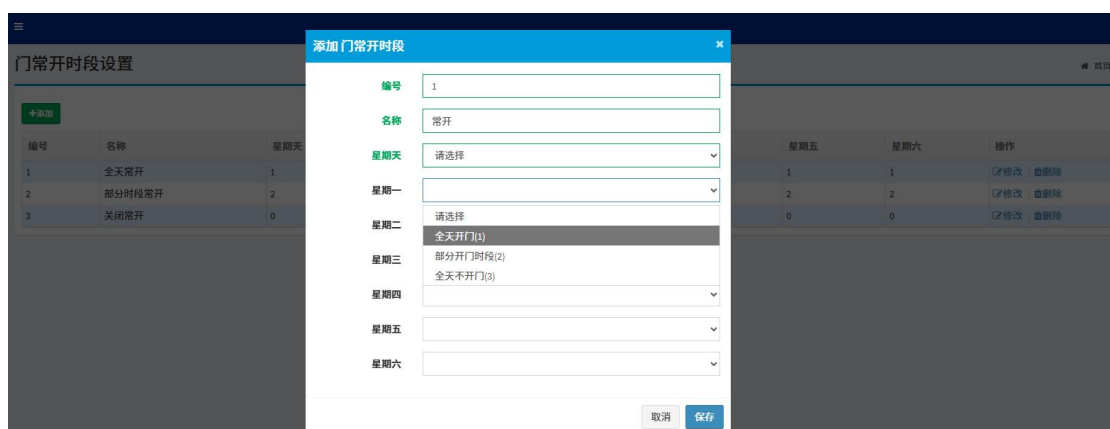 添加 门常开时段
×
门常开时段设置
首页
编号 1
+添加
名称 常开
编号 名称 星期天 星期五 星期六 操作
星期天 请选择
1 全天常开 1 1 1 修改 删除
星期一
2 部分时段常开 2 2 2 修改 删除
3 关闭常开 0 0 0 修改 删除
请选择
星期二
全天开门(1)
部分开门时段(2)
星期三
全天不开门(3)
星期四
星期五
星期六
取消 保存